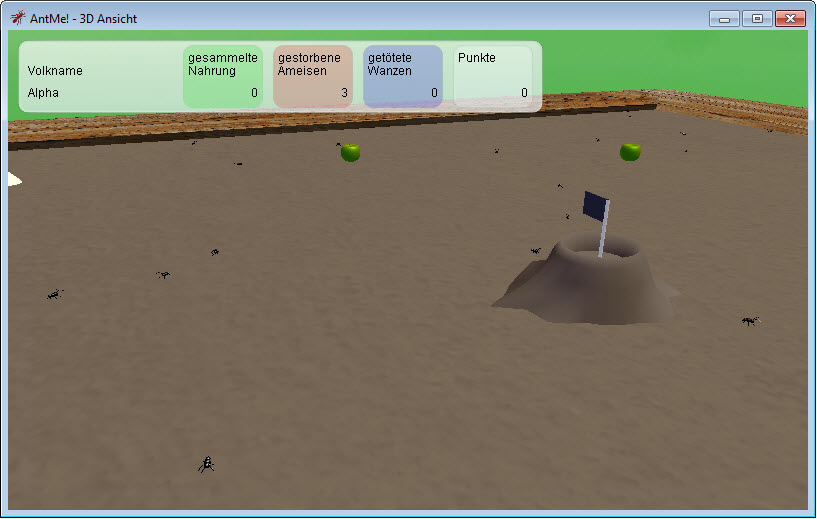 AntMe! - 3D Ansicht
gesammelte gestorbene getötete Punkte
Volkname Nahrung Ameisen Wanzen
Alpha 0 3 0 0